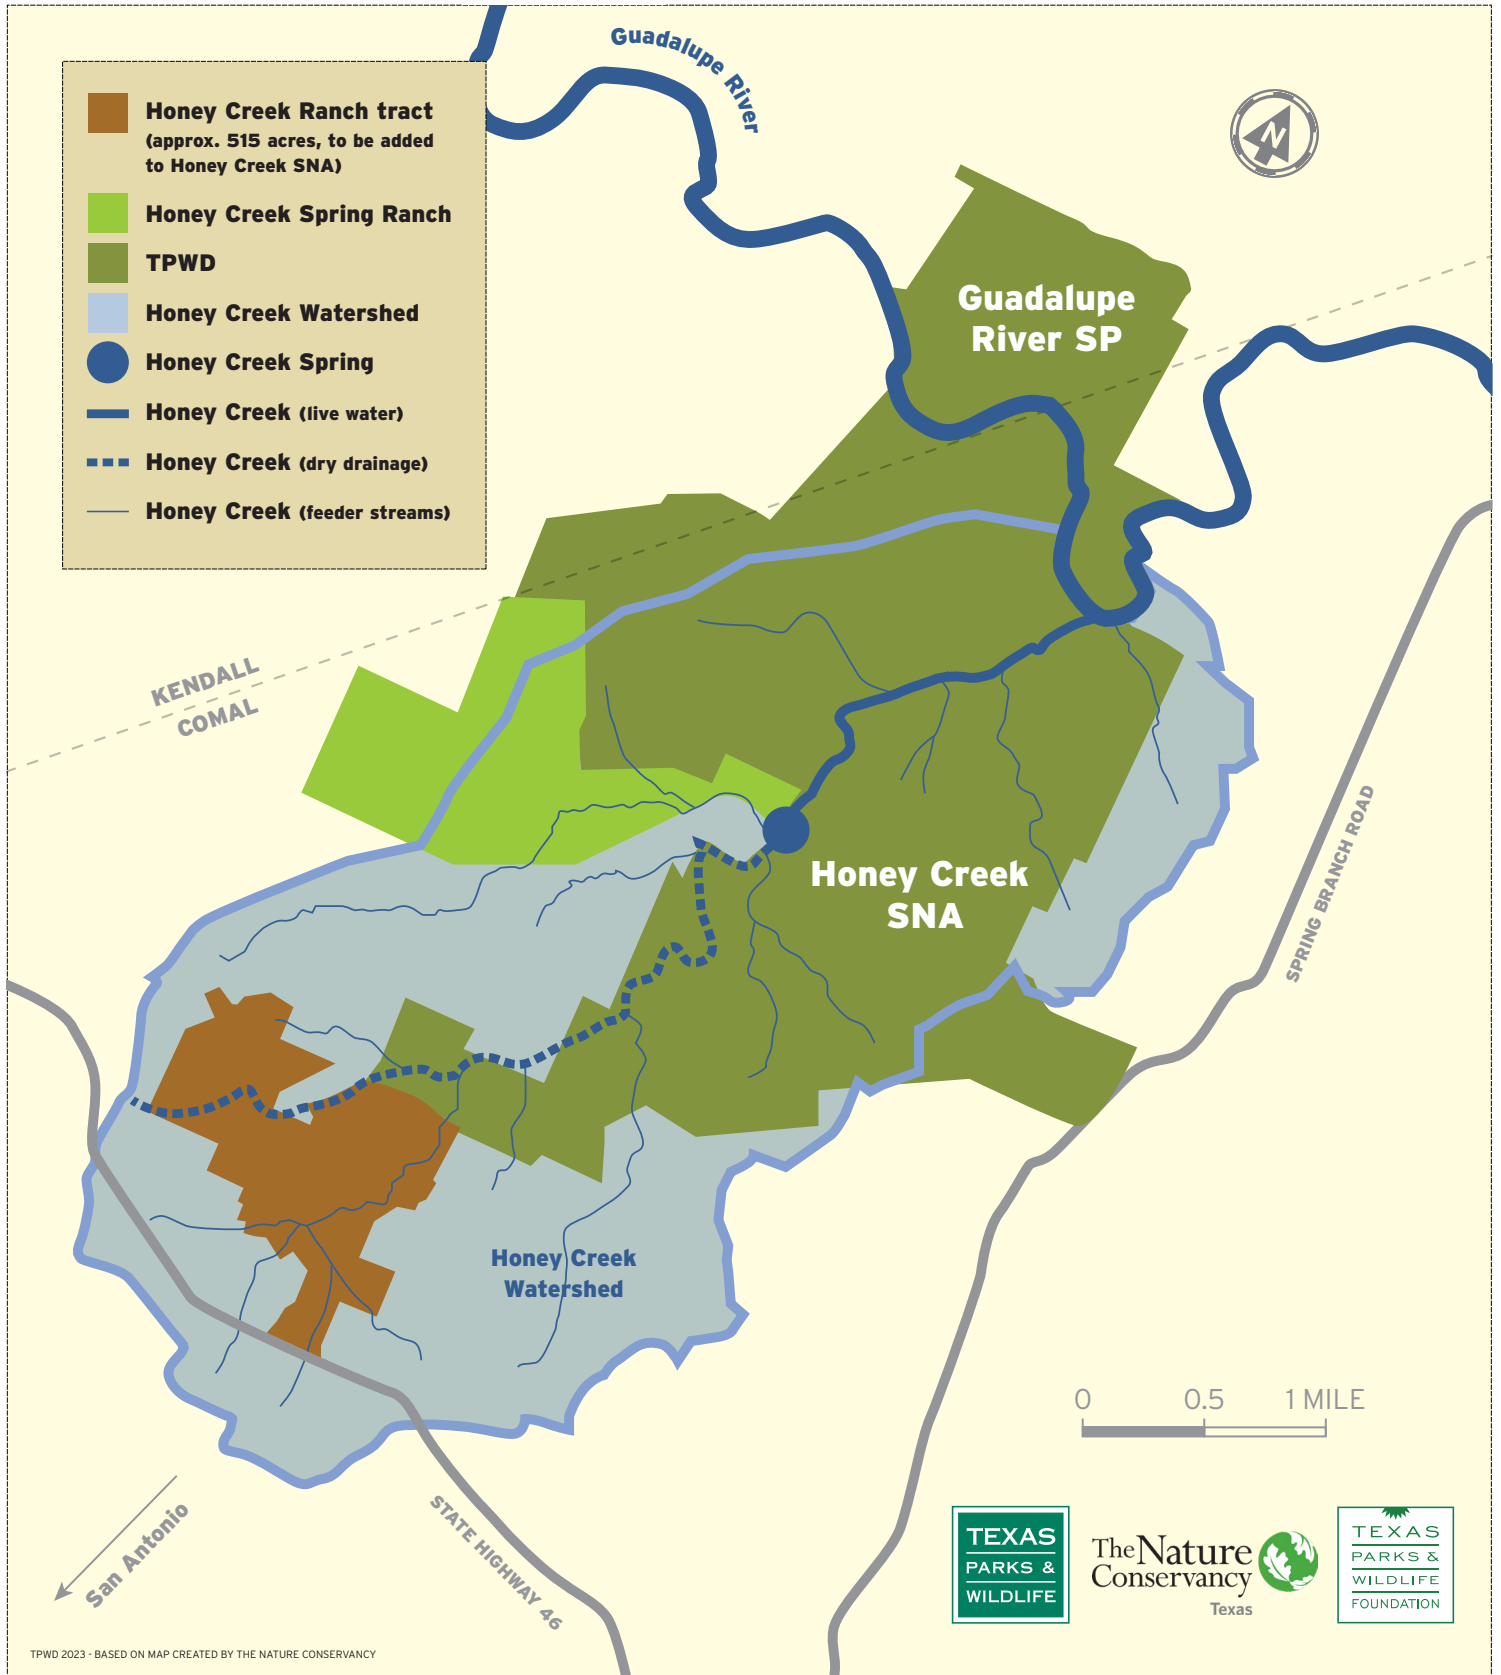 Guadalupe River
Honey Creek Ranch tract
(approx. 515 acres, to be added
to Honey Creek SNA)
Honey Creek Spring Ranch
TPWD
Honey Creek Watershed
Honey Creek Spring
Honey Creek (live water)
Honey Creek (dry drainage)
Honey Creek (feeder streams)
N
Guadalupe
River SP
KENDALL
COMAL
Honey Creek
SNA
SPRING BRANCH ROAD
Honey Creek
Watershed
0 0.5 1 MILE
San Antonio
STATE HIGHWAY 46
TEXAS
PARKS &
WILDLIFE
The Nature
Conservancy
Texas
TEXAS
PARKS &
WILDLIFE
FOUNDATION
TPWD 2023 - BASED ON MAP CREATED BY THE NATURE CONSERVANCY